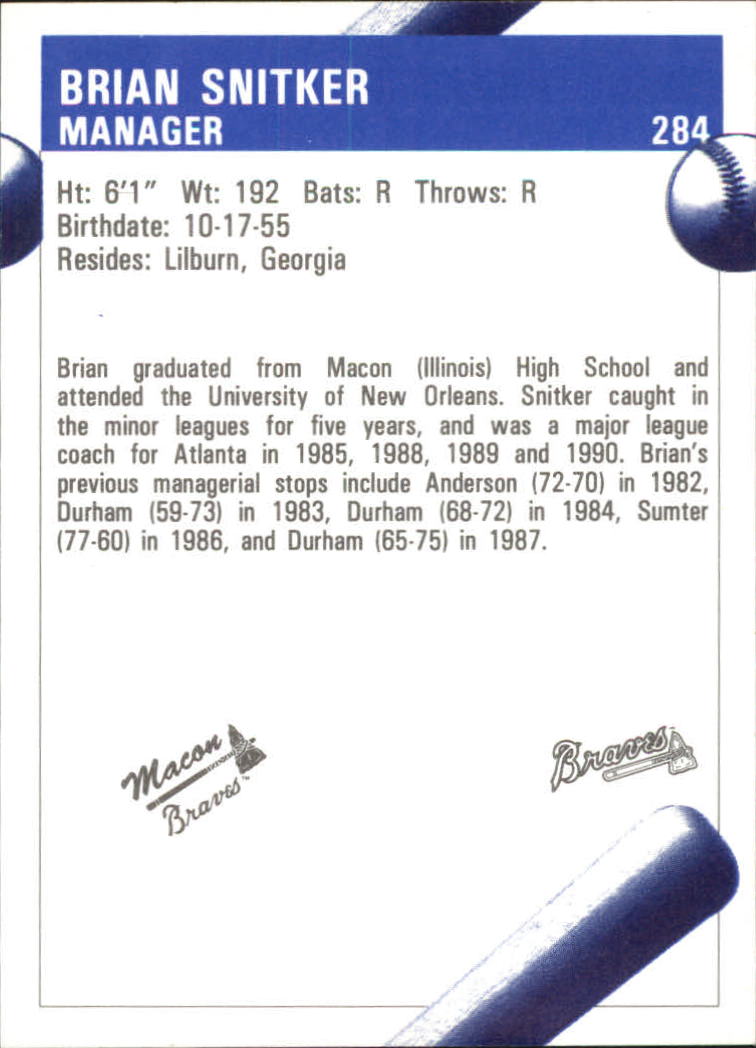 BRIAN SNITKER
MANAGER 284
Ht: 6'1" Wt: 192 Bats: R Throws: R
Birthdate: 10-17-55
Resides: Lilburn, Georgia
Brian graduated from Macon (Illinois) High School and
attended the University of New Orleans. Snitker caught in
the minor leagues for five years, and was a major league
coach for Atlanta in 1985, 1988, 1989 and 1990. Brian's
previous managerial stops include Anderson (72-70) in 1982,
Durham (59-73) in 1983, Durham (68-72) in 1984, Sumter
(77-60) in 1986, and Durham (65-75) in 1987.
Macon
Braves™
Braves